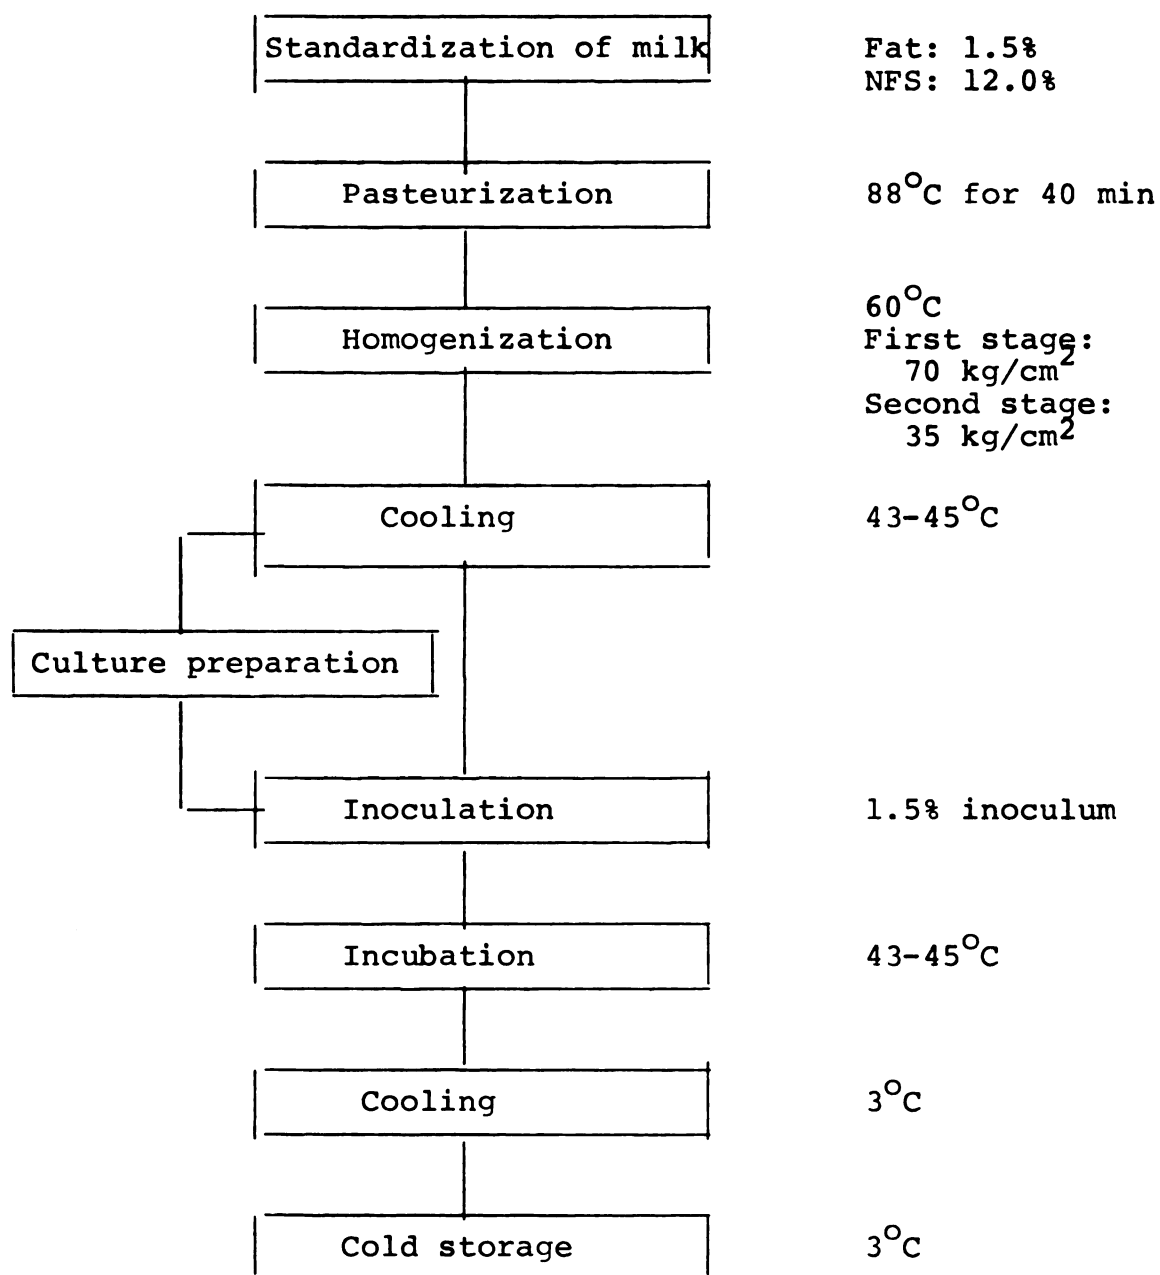 Standardization of milk
Fat: 1.5%
NFS: 12.0%
Pasteurization
88°C for 40 min
Homogenization
60°C
First stage:
70 kg/cm²
Second stage:
35 kg/cm²
Cooling
43-45°C
Culture preparation
Inoculation
1.5% inoculum
Incubation
43-45°C
Cooling
3°C
Cold storage
3°C